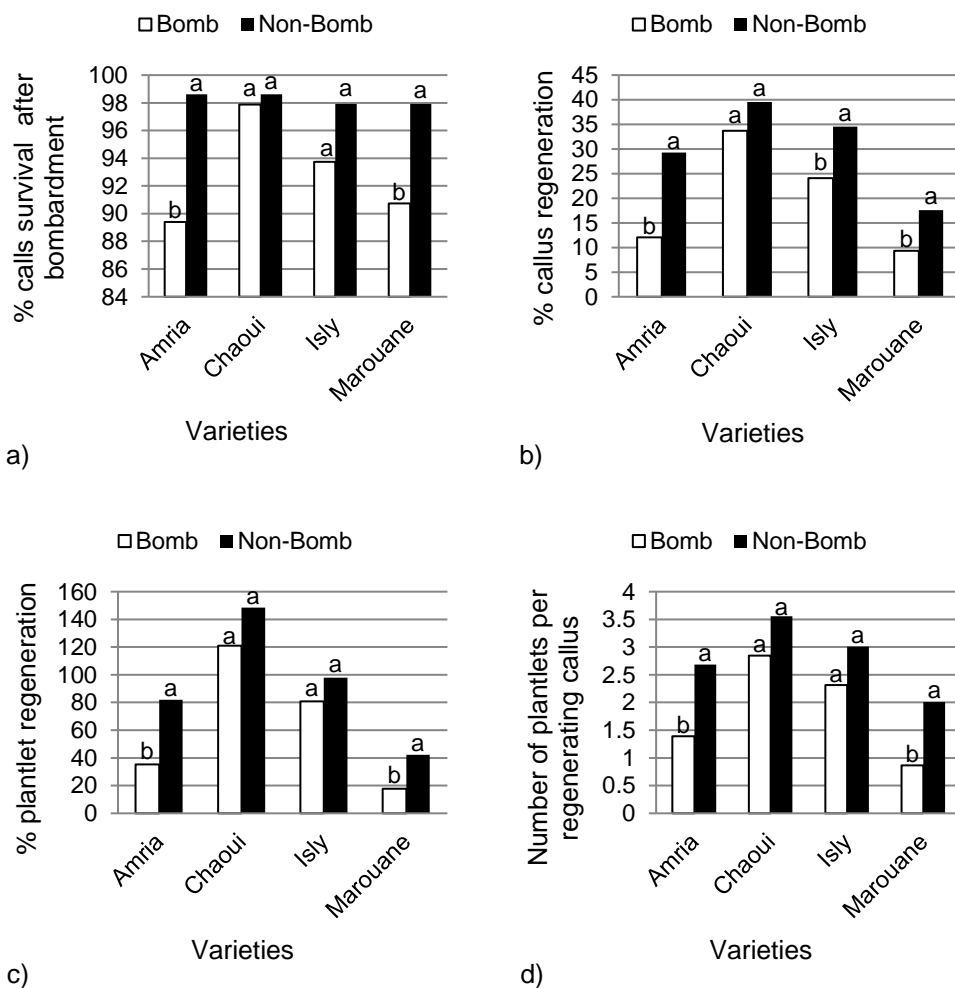 Bomb Non-Bomb
% calls survival after
bombardment
100
98
96
94
92
90
88
86
84
a
a a
a
a
a
b
b
Amria
Chaoui
Isly
Marouane
Varieties
a)
Bomb Non-Bomb
% callus regeneration
45
40
35
30
25
20
15
10
5
0
a
a
a
a
b
a
b
b
Amria
Chaoui
Isly
Marouane
Varieties
b)
Bomb Non-Bomb
% plantlet regeneration
160
140
120
100
80
60
40
20
0
a
a
a
a
a
b
a
b
Amria
Chaoui
Isly
Marouane
Varieties
c)
Bomb Non-Bomb
Number of plantlets per
regenerating callus
4
3.5
3
2.5
2
1.5
1
0.5
0
a
a
a
a
a
a
b
b
Amria
Chaoui
Isly
Marouane
Varieties
d)